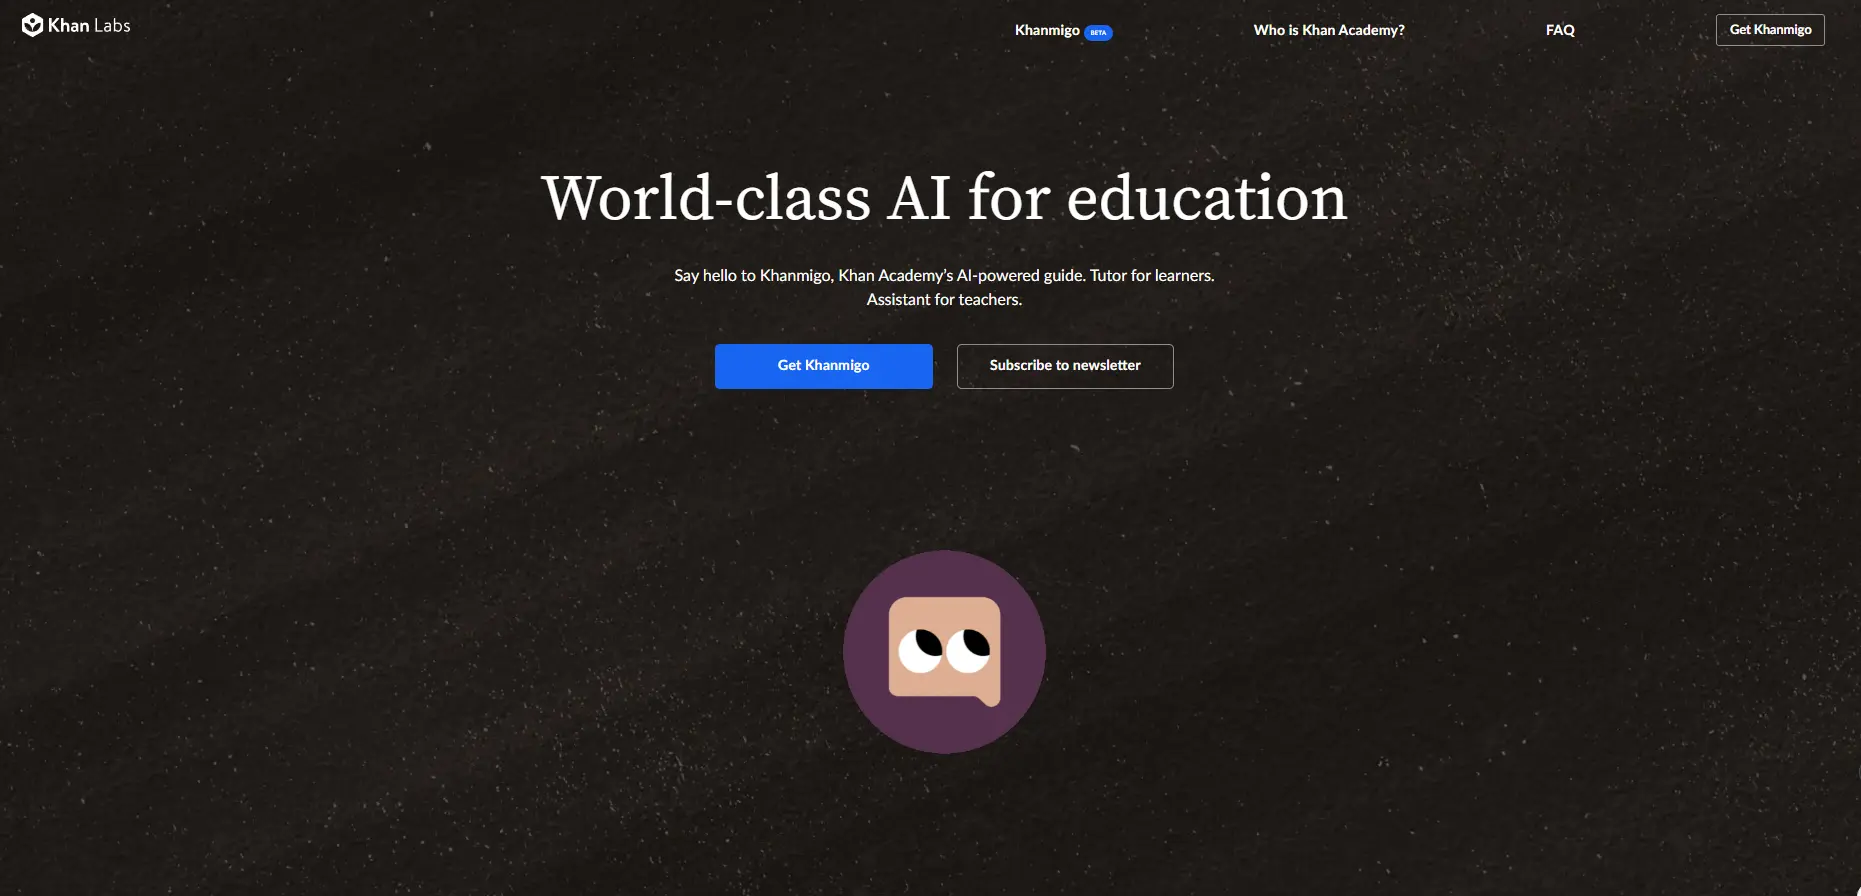 Khan Labs
Khanmigo BETA
Who is Khan Academy?
FAQ
Get Khanmigo
World-class AI for education
Say hello to Khanmigo, Khan Academy’s AI-powered guide. Tutor for learners.
Assistant for teachers.
Get Khanmigo
Subscribe to newsletter